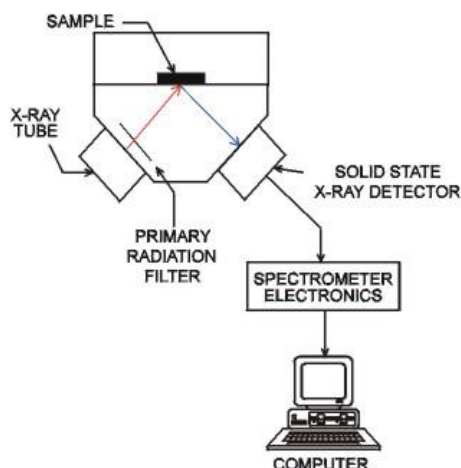 SAMPLE
X-RAY
TUBE
SOLID STATE
X-RAY DETECTOR
PRIMARY
RADIATION
FILTER
SPECTROMETER
ELECTRONICS
COMPUTER